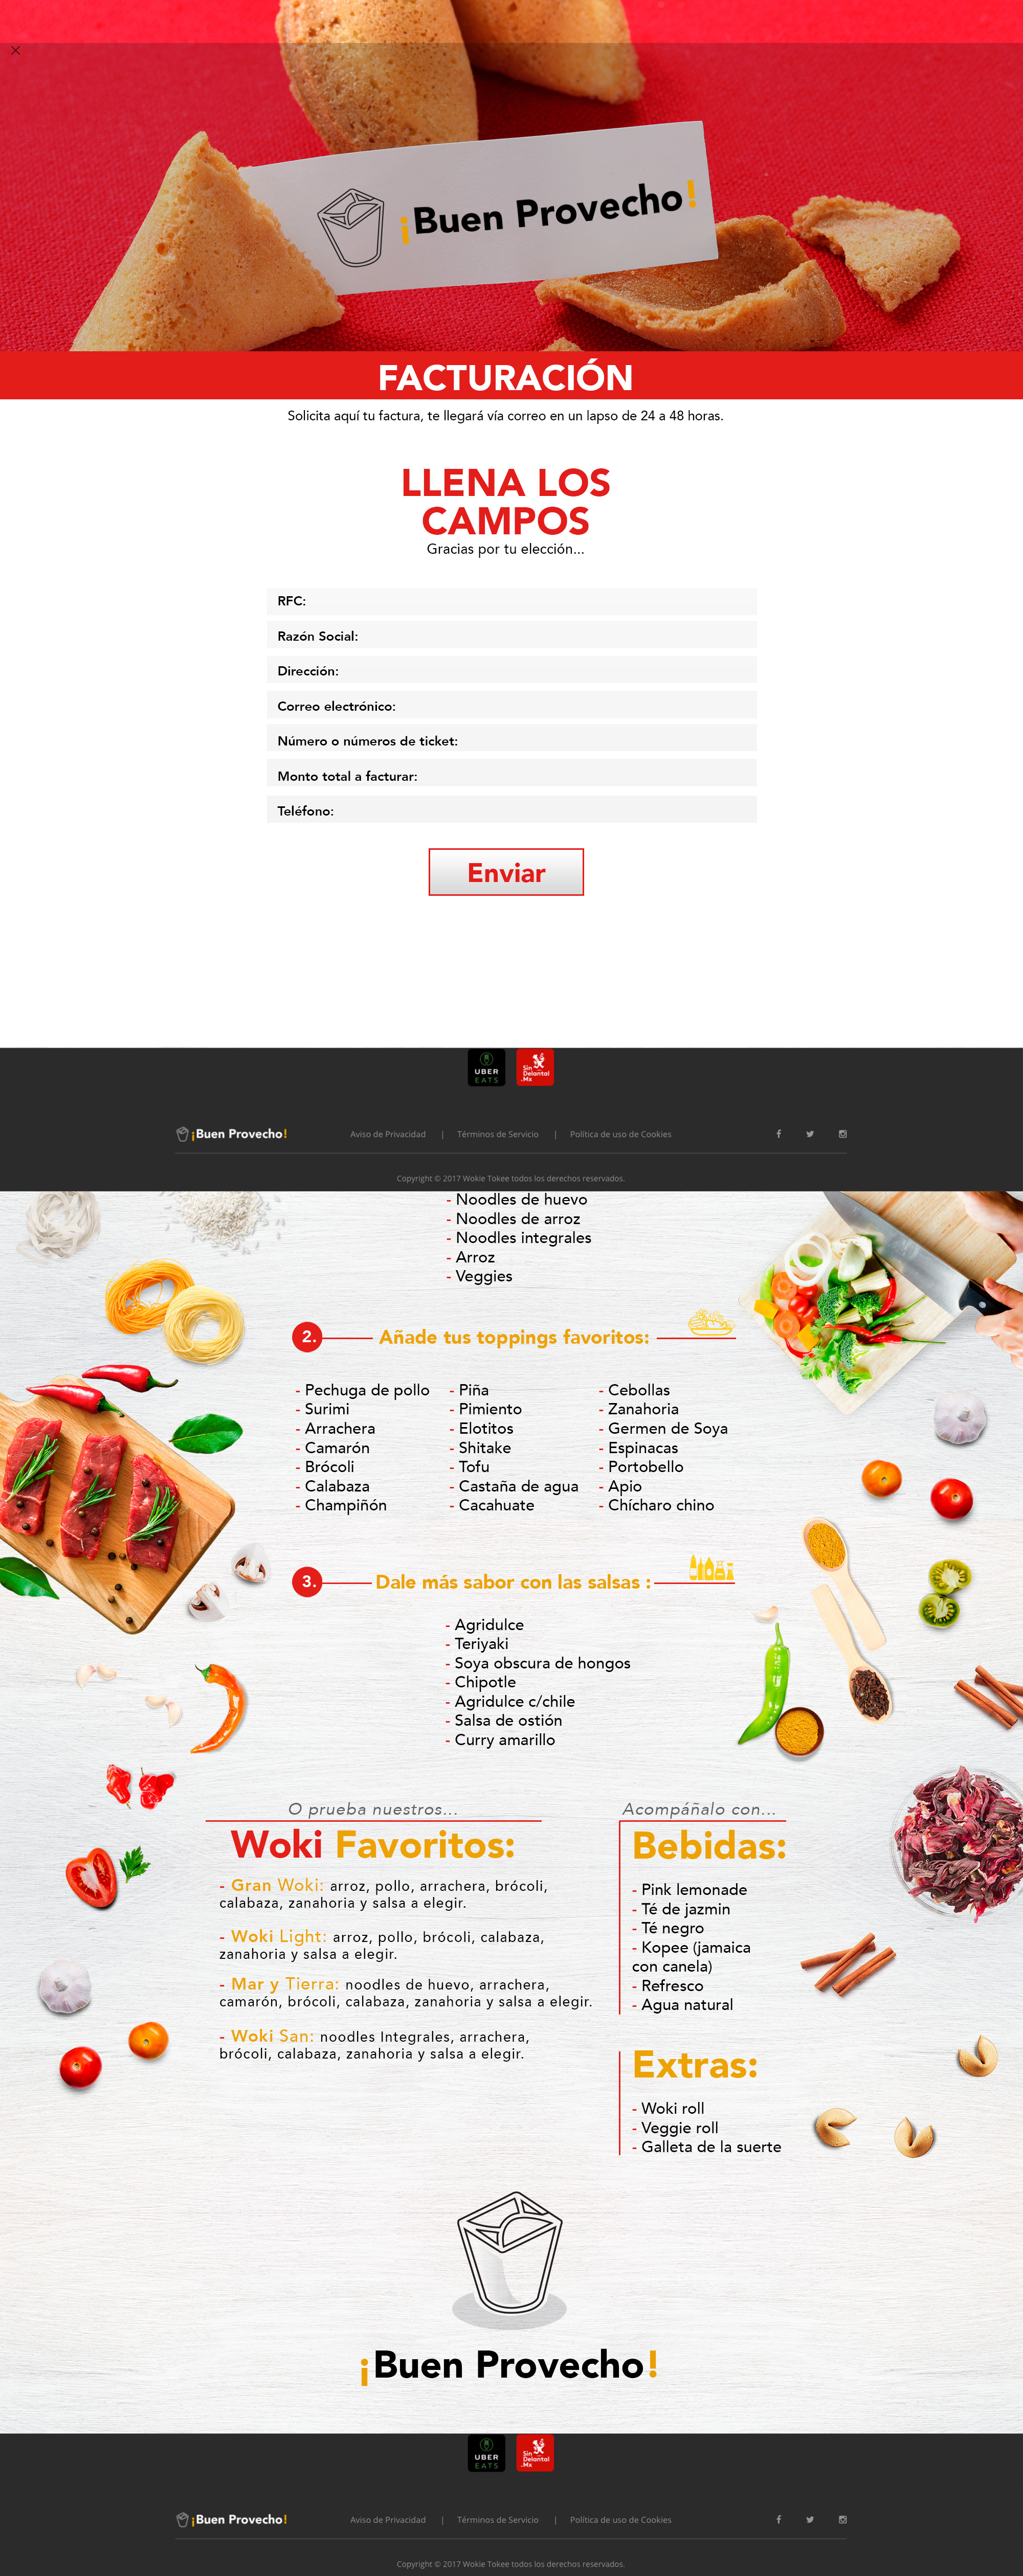 ¡Buen Provecho!
FACTURACIÓN
Solicita aquí tu factura, te llegará vía correo en un lapso de 24 a 48 horas.
LLENA LOS
CAMPOS
Gracias por tu elección...
RFC:
Razón Social:
Dirección:
Correo electrónico:
Número o números de ticket:
Monto total a facturar:
Teléfono:
Enviar
UBER
EATS
Sin
Delantal
.Mx
¡Buen Provecho!
Aviso de Privacidad | Términos de Servicio | Política de uso de Cookies
Copyright © 2017 Wokie Tokee todos los derechos reservados.
- Noodles de huevo
- Noodles de arroz
- Noodles integrales
- Arroz
- Veggies
2. Añade tus toppings favoritos:
- Pechuga de pollo
- Surimi
- Arrachera
- Camarón
- Brócoli
- Calabaza
- Champiñón
- Piña
- Pimiento
- Elotitos
- Shitake
- Tofu
- Castaña de agua
- Cacahuate
- Cebollas
- Zanahoria
- Germen de Soya
- Espinacas
- Portobello
- Apio
- Chícharo chino
3. Dale más sabor con las salsas :
- Agridulce
- Teriyaki
- Soya obscura de hongos
- Chipotle
- Agridulce c/chile
- Salsa de ostión
- Curry amarillo
O prueba nuestros...
Woki Favoritos:
- Gran Woki: arroz, pollo, arrachera, brócoli,
calabaza, zanahoria y salsa a elegir.
- Woki Light: arroz, pollo, brócoli, calabaza,
zanahoria y salsa a elegir.
- Mar y Tierra: noodles de huevo, arrachera,
camarón, brócoli, calabaza, zanahoria y salsa a elegir.
- Woki San: noodles Integrales, arrachera,
brócoli, calabaza, zanahoria y salsa a elegir.
Acompáñalo con...
Bebidas:
- Pink lemonade
- Té de jazmin
- Té negro
- Kopee (jamaica
con canela)
- Refresco
- Agua natural
Extras:
- Woki roll
- Veggie roll
- Galleta de la suerte
¡Buen Provecho!
UBER
EATS
Sin
Delantal
.Mx
¡Buen Provecho!
Aviso de Privacidad | Términos de Servicio | Política de uso de Cookies
Copyright © 2017 Wokie Tokee todos los derechos reservados.